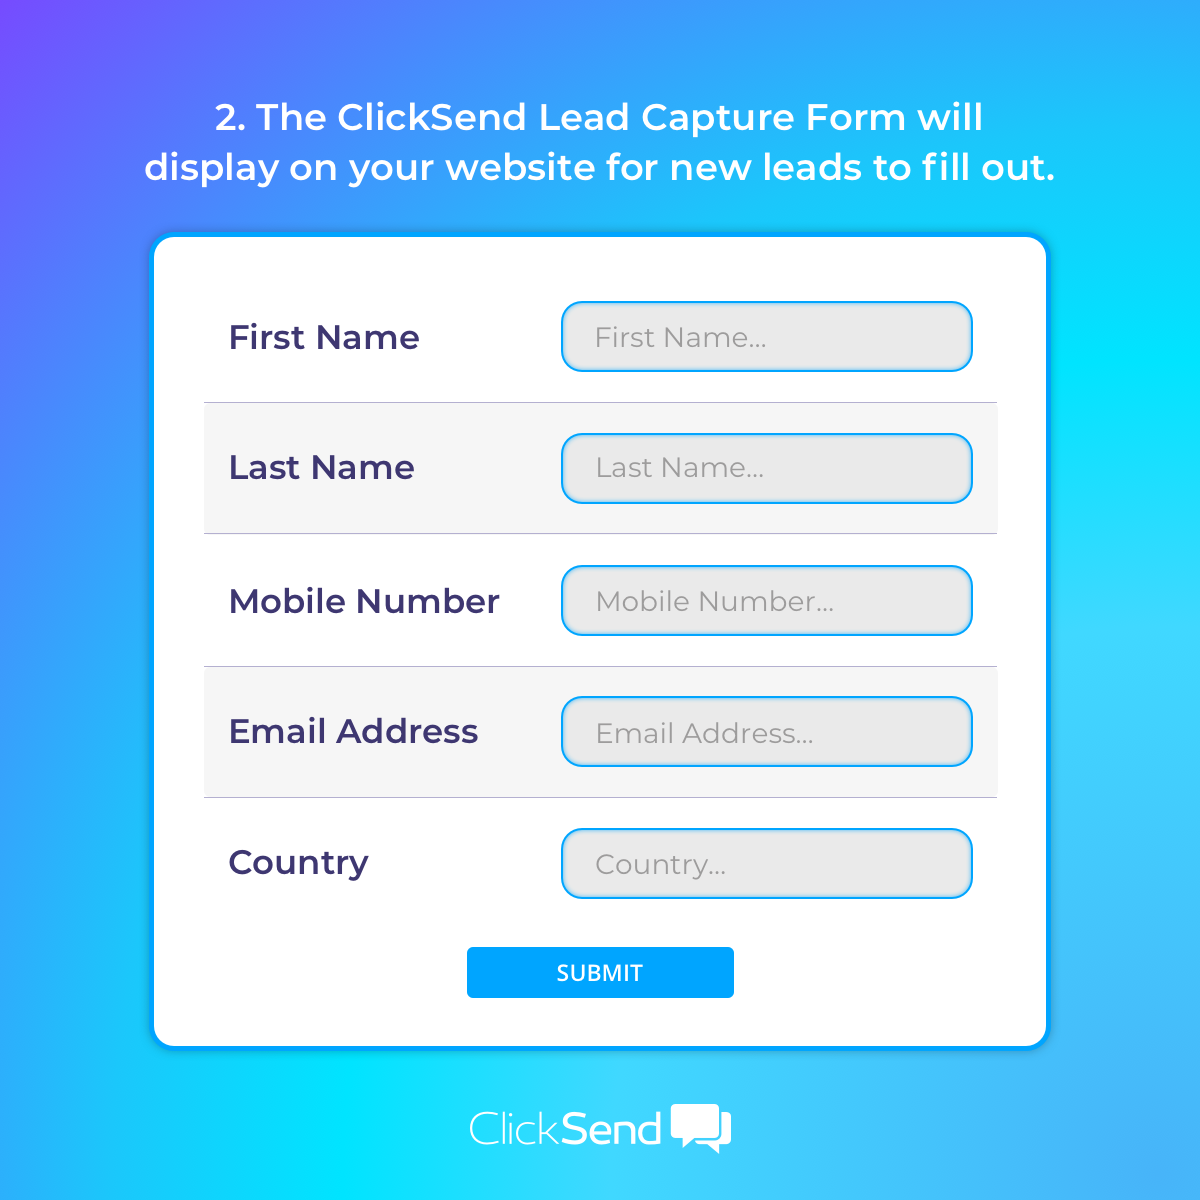 2. The ClickSend Lead Capture Form will
display on your website for new leads to fill out.
First Name
First Name...
Last Name
Last Name...
Mobile Number
Mobile Number...
Email Address
Email Address...
Country
Country...
SUBMIT
ClickSend